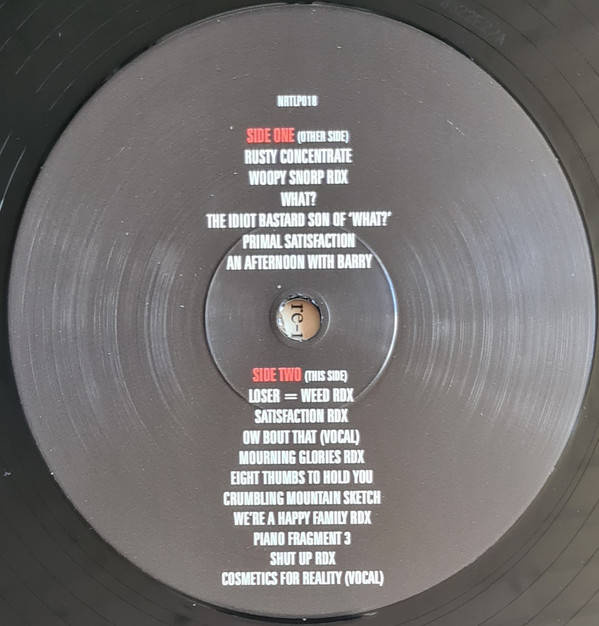 NRTLP018
SIDE ONE (OTHER SIDE)
RUSTY CONCENTRATE
WOOPY SNORP RDX
WHAT?
THE IDIOT BASTARD SON OF 'WHAT?'
PRIMAL SATISFACTION
AN AFTERNOON WITH BARRY
re-r
SIDE TWO (THIS SIDE)
LOSER = WEED RDX
SATISFACTION RDX
OW BOUT THAT (VOCAL)
MOURNING GLORIES RDX
EIGHT THUMBS TO HOLD YOU
CRUMBLING MOUNTAIN SKETCH
WE'RE A HAPPY FAMILY RDX
PIANO FRAGMENT 3
SHUT UP RDX
COSMETICS FOR REALITY (VOCAL)